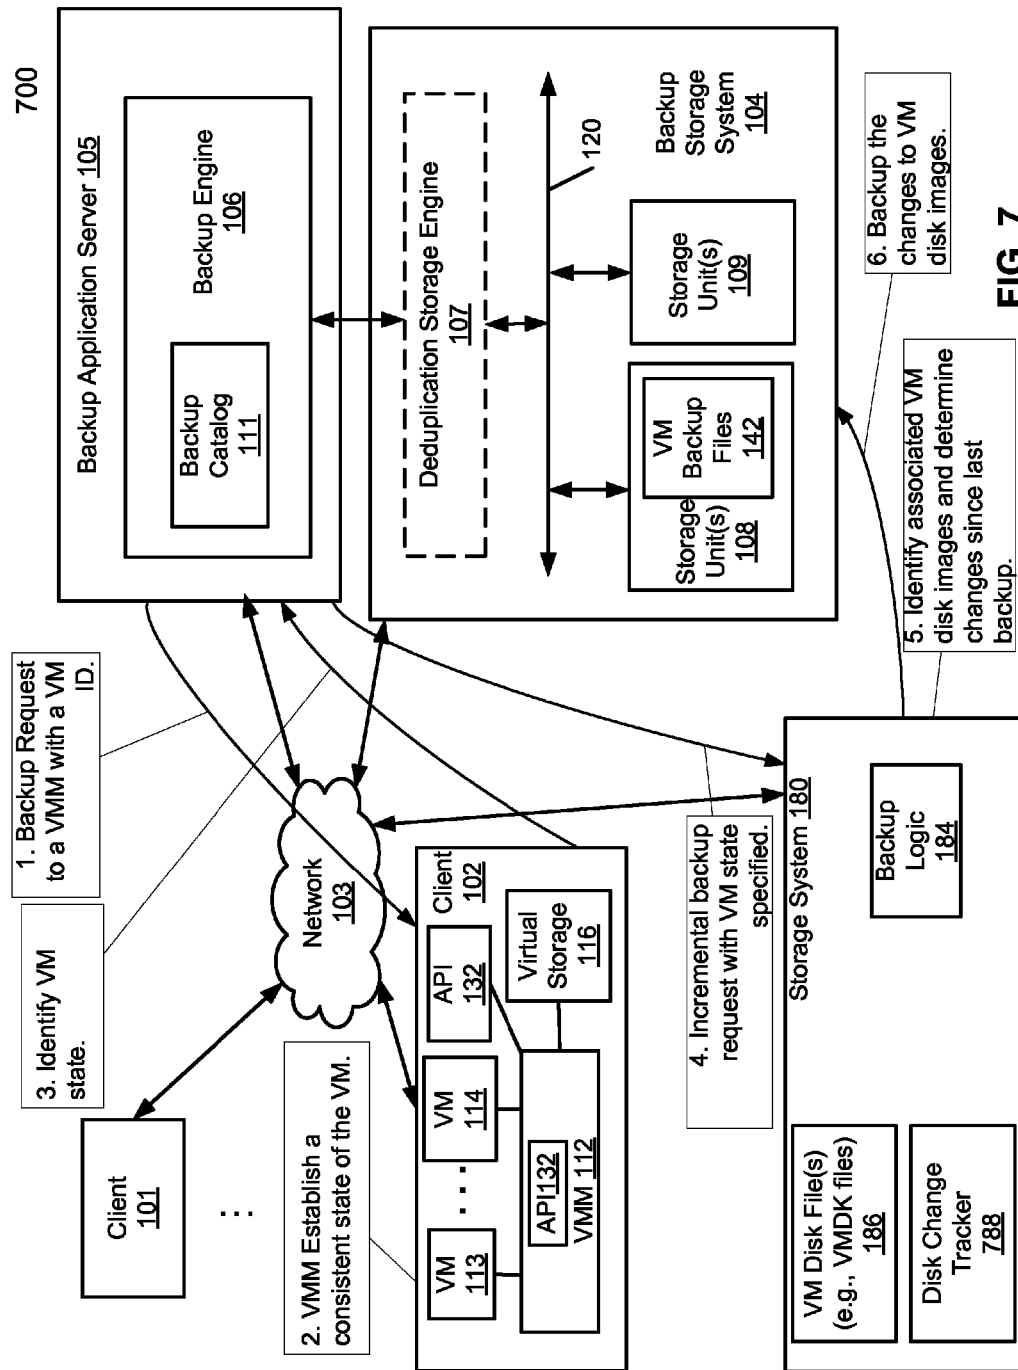 700
Backup Application Server 105
Backup Engine
106
Backup
Catalog
111
Deduplication Storage Engine
107
120
Backup
Storage
System
104
Storage
Unit(s)
108
VM
Backup
Files
142
Storage
Unit(s)
109
1. Backup Request
to a VMM with a VM
ID.
3. Identify VM
state.
Client
101
...
Network
103
2. VMM Establish a
consistent state of the VM.
Client
102
VM
113
...
VM
114
API
132
API132
VMM 112
Virtual
Storage
116
4. Incremental backup
request with VM state
specified.
Storage System 180
VM Disk File(s)
(e.g., VMDK files)
186
Disk Change
Tracker
788
Backup
Logic
184
5. Identify associated VM
disk images and determine
changes since last
backup.
6. Backup the
changes to VM
disk images.
FIG. 7